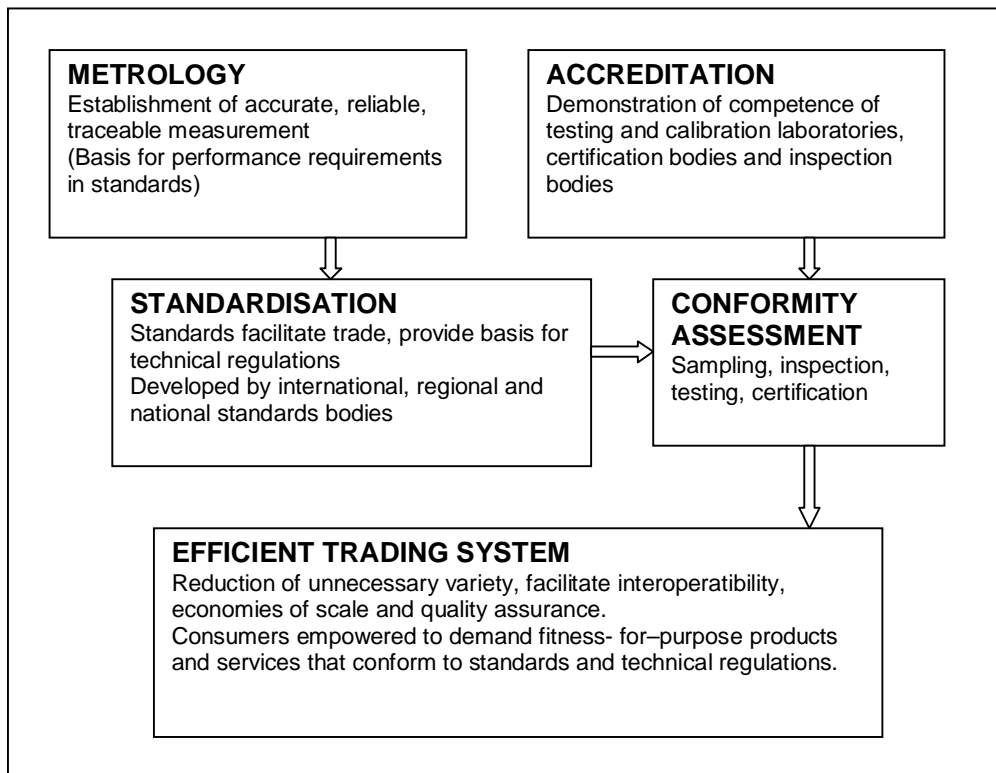 METROLOGY
Establishment of accurate, reliable,
traceable measurement
(Basis for performance requirements
in standards)
ACCREDITATION
Demonstration of competence of
testing and calibration laboratories,
certification bodies and inspection
bodies
STANDARDISATION
Standards facilitate trade, provide basis for
technical regulations
Developed by international, regional and
national standards bodies
CONFORMITY
ASSESSMENT
Sampling, inspection,
testing, certification
EFFICIENT TRADING SYSTEM
Reduction of unnecessary variety, facilitate interoperatibility,
economies of scale and quality assurance.
Consumers empowered to demand fitness- for–purpose products
and services that conform to standards and technical regulations.